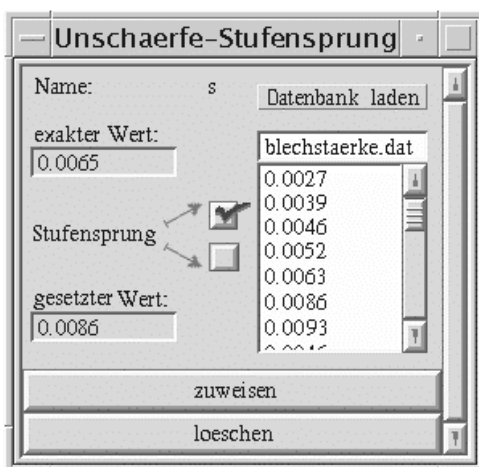 Unschaerfe-Stufensprung
Name: s
Datenbank laden
exakter Wert:
0.0065
blechstaerke.dat
0.0027
0.0039
0.0046
0.0052
0.0063
0.0086
0.0093
Stufensprung
gesetzter Wert:
0.0086
zuweisen
loeschen